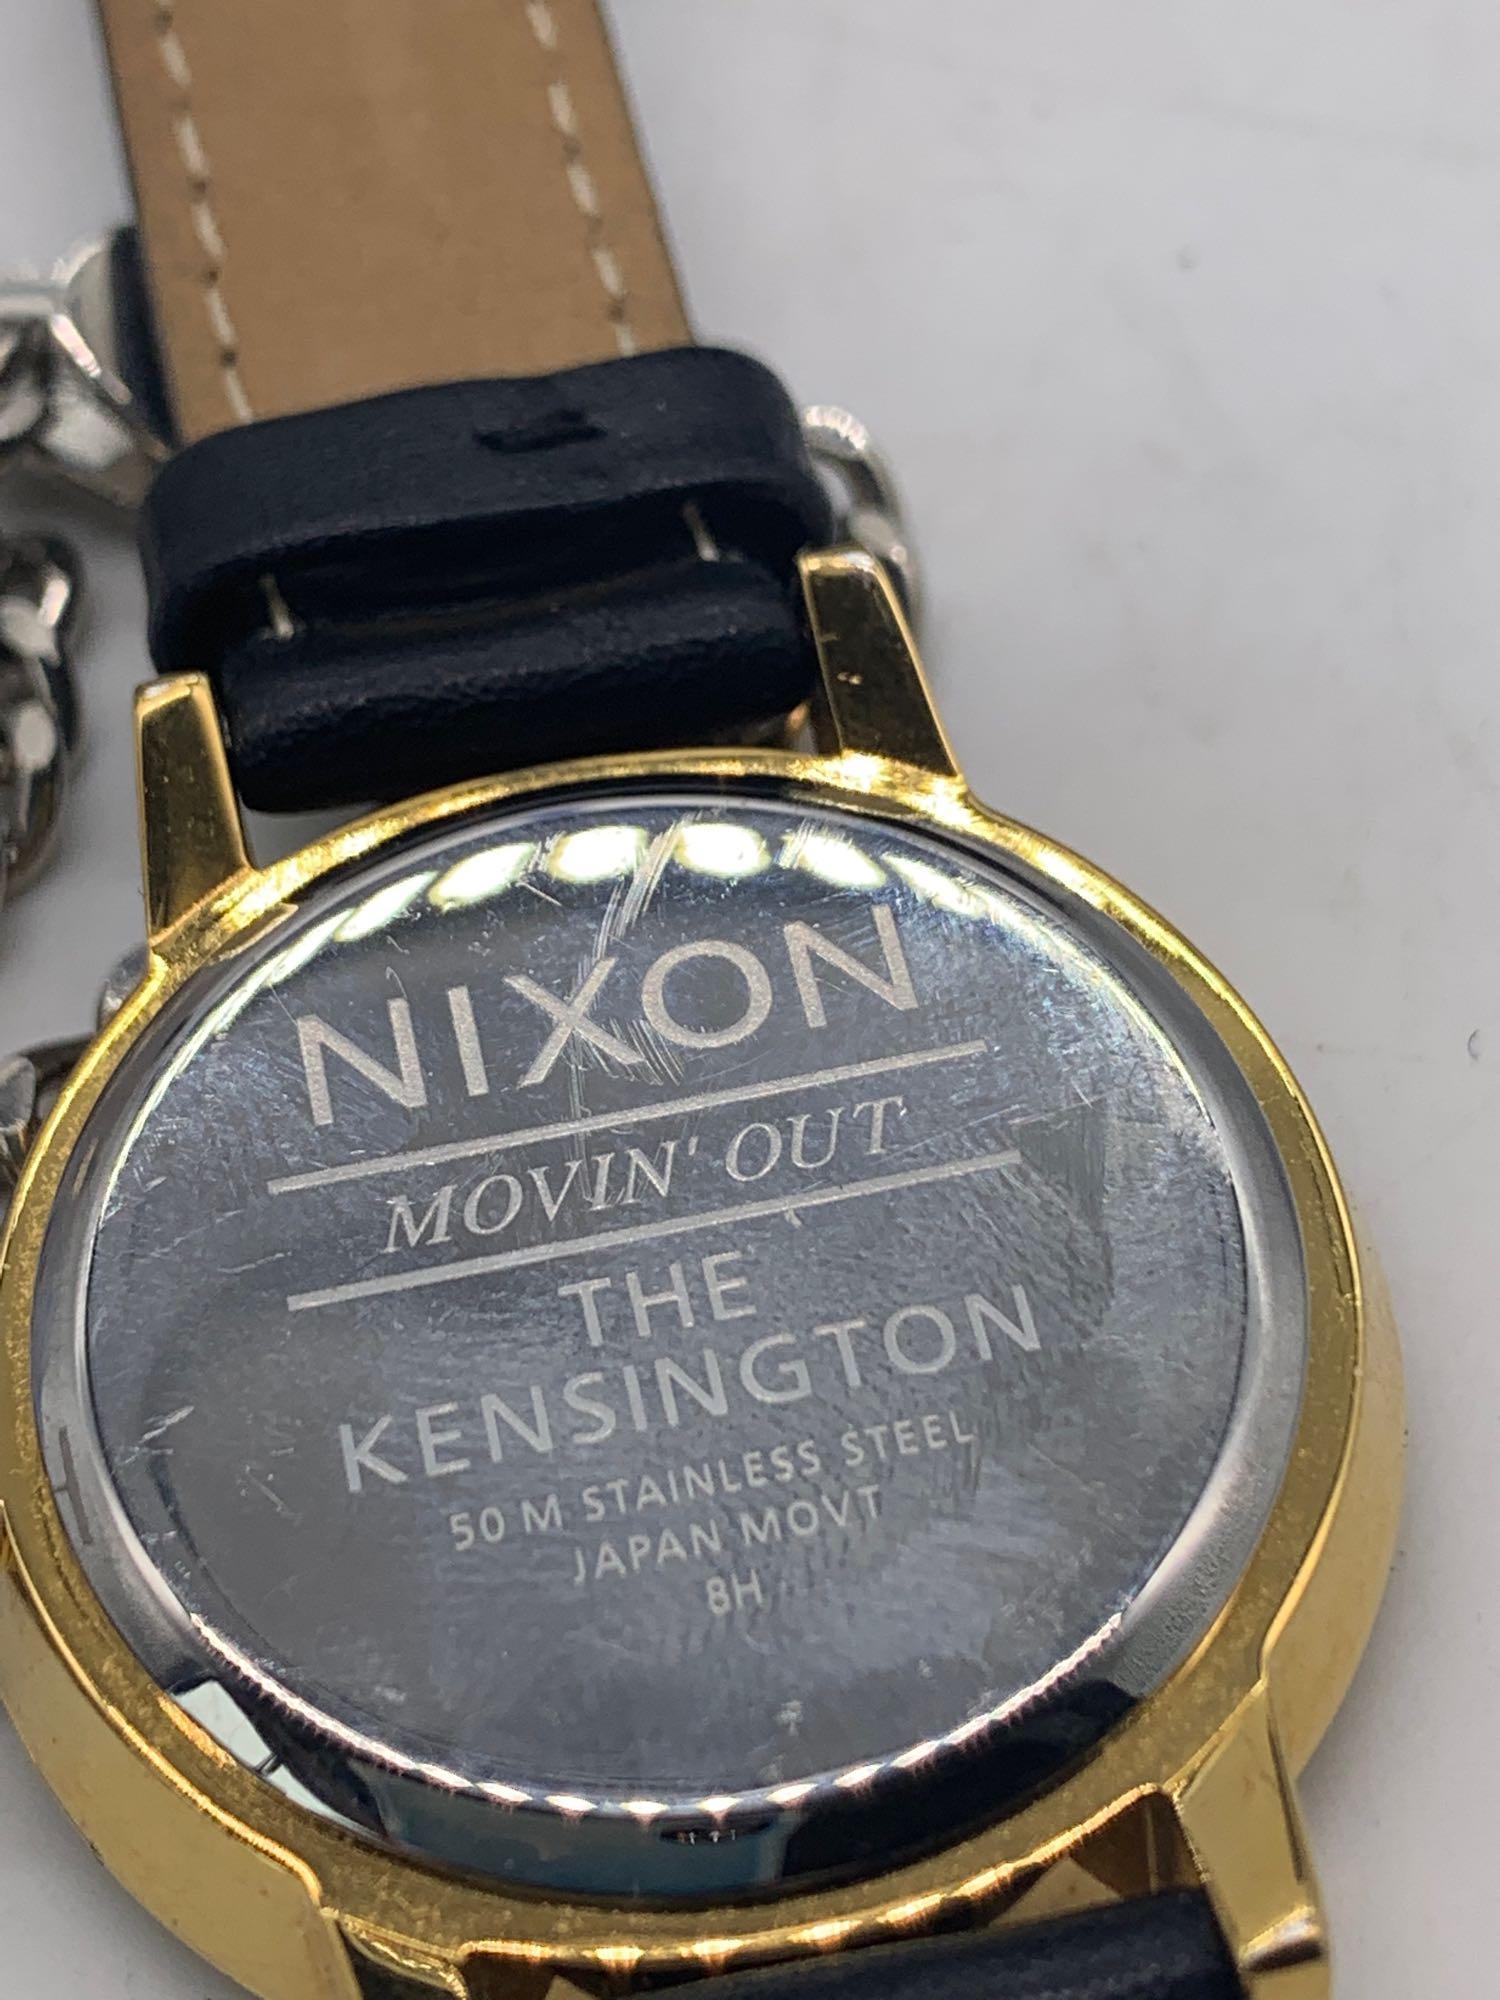 NIXON
MOVIN' OUT
THE
KENSINGTON
50 M STAINLESS STEEL
JAPAN MOVT
8H